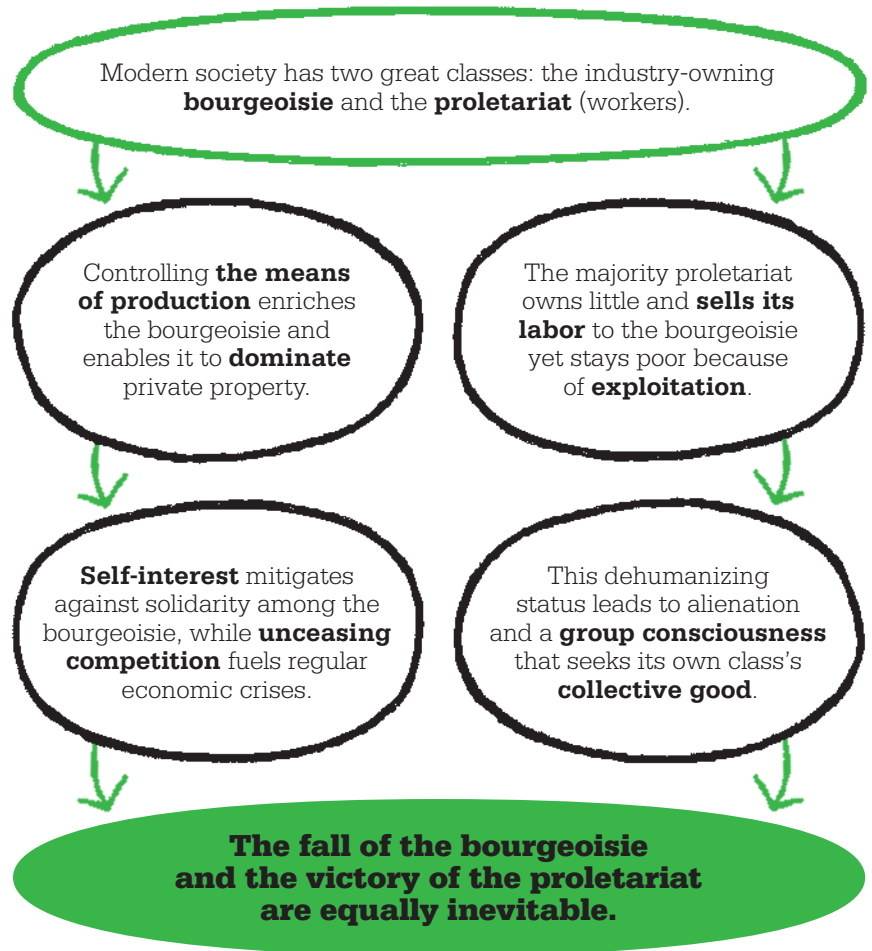 Modern society has two great classes: the industry-owning
bourgeoisie and the proletariat (workers).
Controlling the means
of production enriches
the bourgeoisie and
enables it to dominate
private property.
The majority proletariat
owns little and sells its
labor to the bourgeoisie
yet stays poor because
of exploitation.
Self-interest mitigates
against solidarity among the
bourgeoisie, while unceasing
competition fuels regular
economic crises.
This dehumanizing
status leads to alienation
and a group consciousness
that seeks its own class’s
collective good.
The fall of the bourgeoisie
and the victory of the proletariat
are equally inevitable.